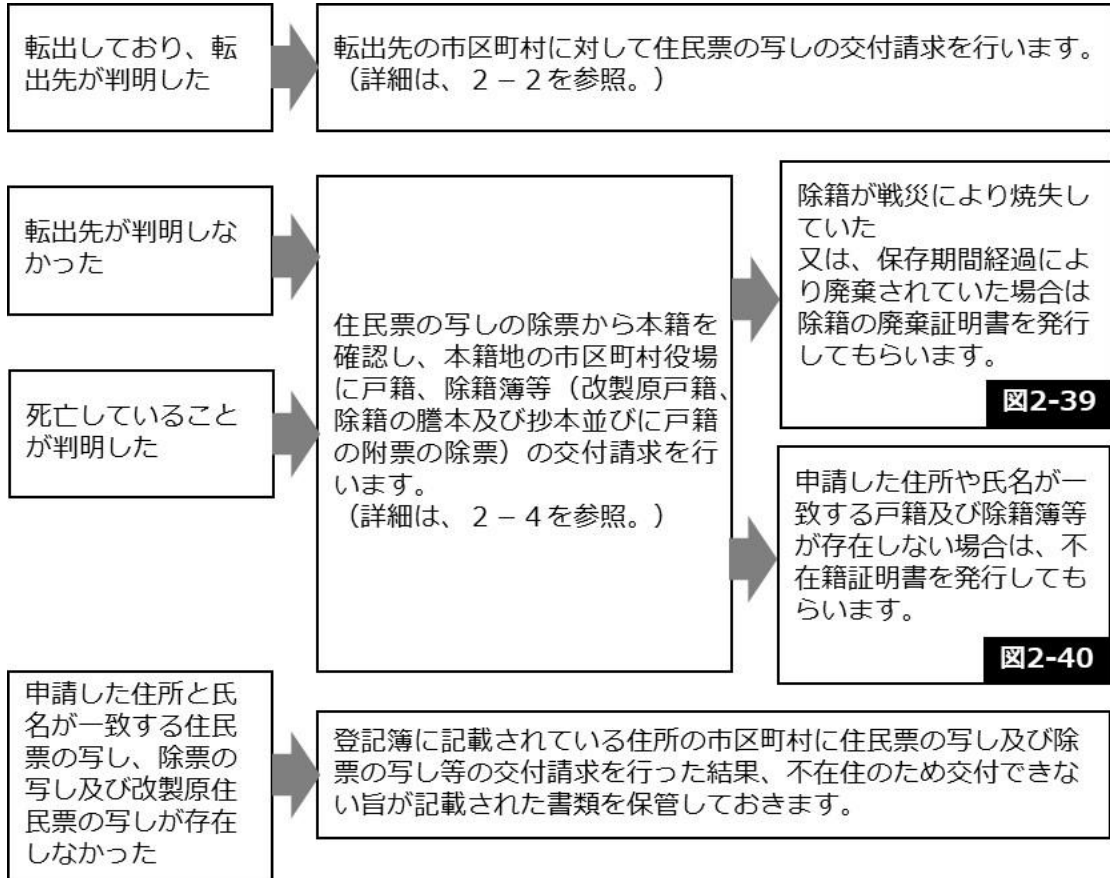 転出しており、転
出先が判明した
転出先の市区町村に対して住民票の写しの交付請求を行います。
（詳細は、２－２を参照。）
転出先が判明しな
かった
死亡していること
が判明した
住民票の写しの除票から本籍を
確認し、本籍地の市区町村役場
に戸籍、除籍簿等（改製原戸籍、
除籍の謄本及び抄本並びに戸籍
の附票の除票）の交付請求を行
います。
（詳細は、２－４を参照。）
除籍が戦災により焼失し
ていた
又は、保存期間経過によ
り廃棄されていた場合は
除籍の廃棄証明書を発行
してもらいます。
図2-39
申請した住所や氏名が一
致する戸籍及び除籍簿等
が存在しない場合は、不
在籍証明書を発行しても
らいます。
図2-40
申請した住所と氏
名が一致する住民
票の写し、除票の
写し及び改製原住
民票の写しが存在
しなかった
登記簿に記載されている住所の市区町村に住民票の写し及び除
票の写し等の交付請求を行った結果、不在住のため交付できな
い旨が記載された書類を保管しておきます。